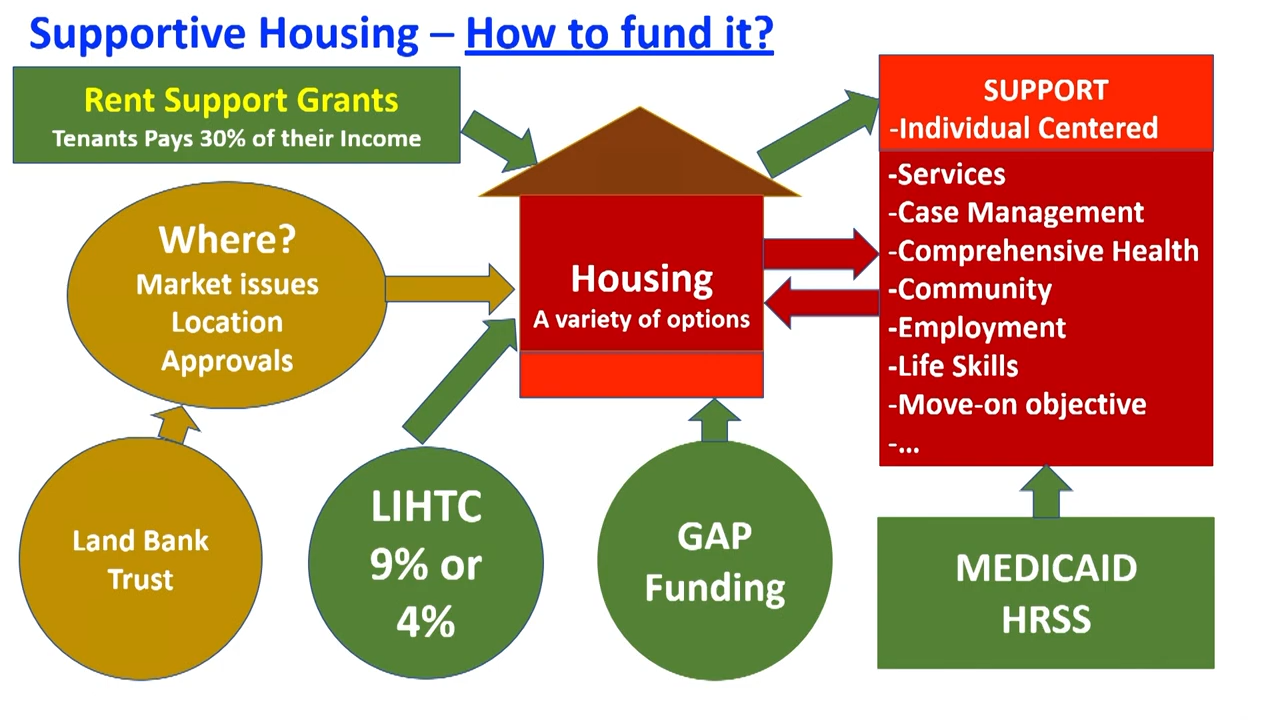 Supportive Housing – How to fund it?
Rent Support Grants
Tenants Pays 30% of their Income
Where?
Market issues
Location
Approvals
Land Bank
Trust
LIHTC
9% or
4%
Housing
A variety of options
GAP
Funding
SUPPORT
-Individual Centered
-Services
-Case Management
-Comprehensive Health
-Community
-Employment
-Life Skills
-Move-on objective
-...
MEDICAID
HRSS